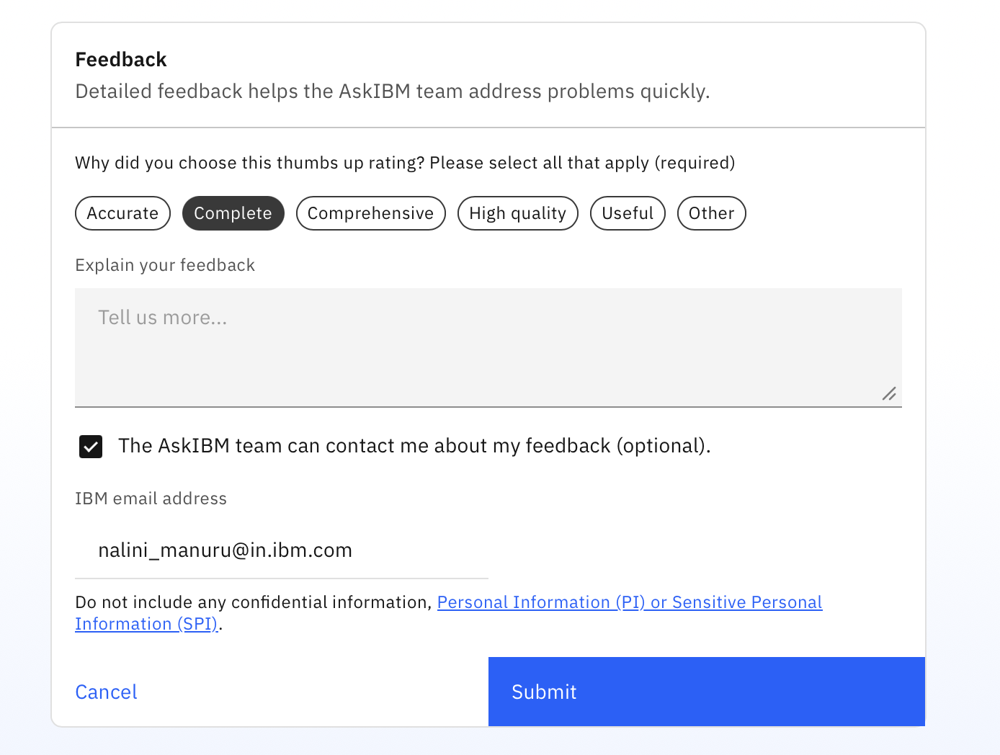 Feedback
Detailed feedback helps the AskIBM team address problems quickly.
Why did you choose this thumbs up rating? Please select all that apply (required)
Accurate Complete Comprehensive High quality Useful Other
Explain your feedback
Tell us more...
The AskIBM team can contact me about my feedback (optional).
IBM email address
nalini_manuru@in.ibm.com
Do not include any confidential information, Personal Information (PI) or Sensitive Personal
Information (SPI).
Cancel Submit